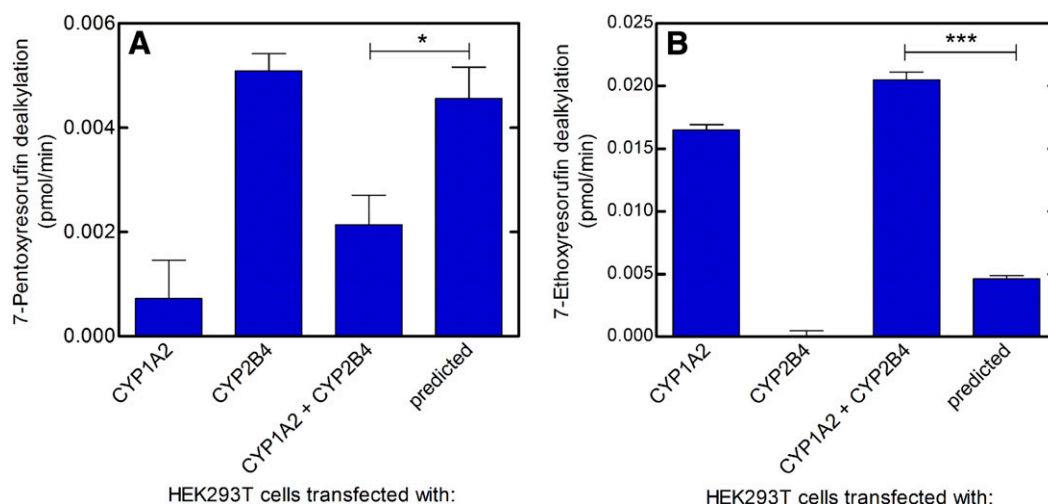 A
7-Pentoxyresorufin dealkylation
(pmol/min)
0.006
0.004
0.002
0.000
*
CYP1A2
CYP2B4
CYP1A2 + CYP2B4
predicted
HEK293T cells transfected with:
B
7-Ethoxyresorufin dealkylation
(pmol/min)
0.025
0.020
0.015
0.010
0.005
0.000
***
CYP1A2
CYP2B4
CYP1A2 + CYP2B4
predicted
HEK293T cells transfected with: